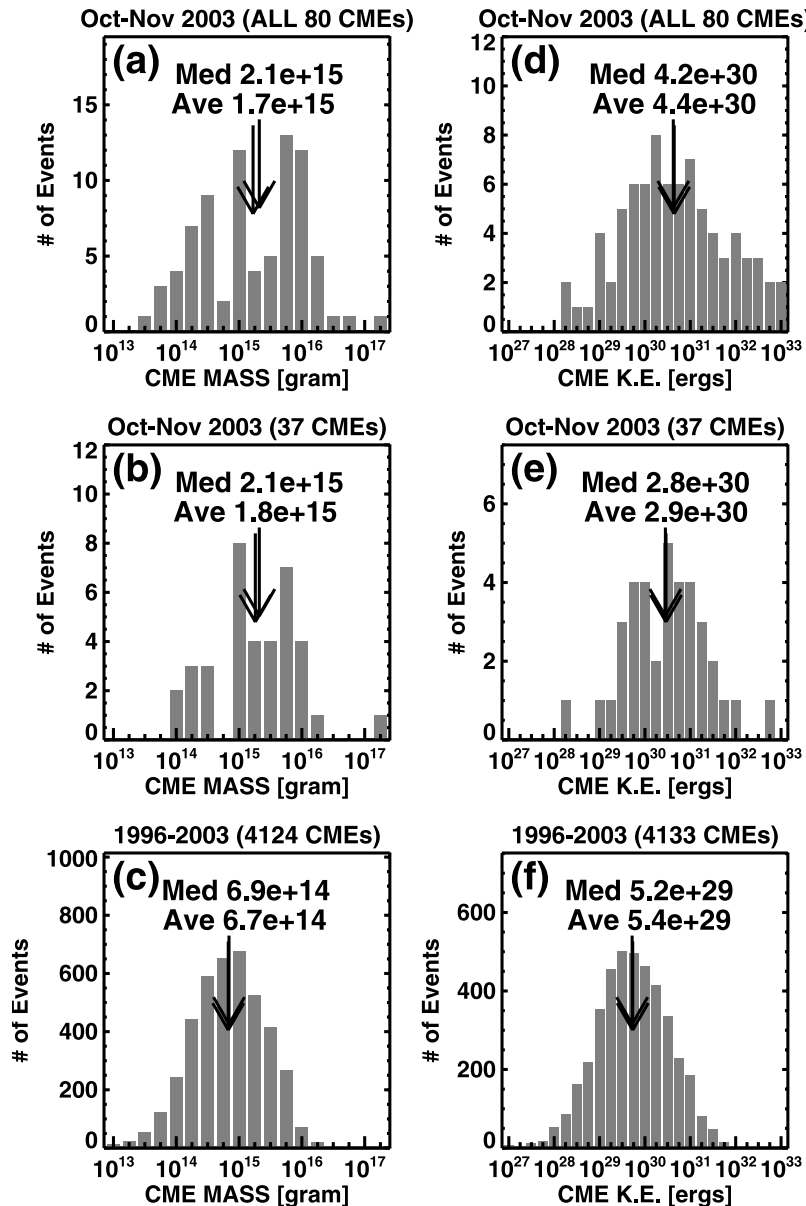 Oct-Nov 2003 (ALL 80 CMEs)
(a)
Med 2.1e+15
Ave 1.7e+15
# of Events
15
10
5
0
10^13 10^14 10^15 10^16 10^17
CME MASS [gram]
Oct-Nov 2003 (ALL 80 CMEs)
(d)
Med 4.2e+30
Ave 4.4e+30
# of Events
12
10
8
6
4
2
0
10^27 10^28 10^29 10^30 10^31 10^32 10^33
CME K.E. [ergs]
Oct-Nov 2003 (37 CMEs)
(b)
Med 2.1e+15
Ave 1.8e+15
# of Events
12
10
8
6
4
2
0
10^13 10^14 10^15 10^16 10^17
CME MASS [gram]
Oct-Nov 2003 (37 CMEs)
(e)
Med 2.8e+30
Ave 2.9e+30
# of Events
6
4
2
0
10^27 10^28 10^29 10^30 10^31 10^32 10^33
CME K.E. [ergs]
1996-2003 (4124 CMEs)
(c)
Med 6.9e+14
Ave 6.7e+14
# of Events
1000
800
600
400
200
0
10^13 10^14 10^15 10^16 10^17
CME MASS [gram]
1996-2003 (4133 CMEs)
(f)
Med 5.2e+29
Ave 5.4e+29
# of Events
600
400
200
0
10^27 10^28 10^29 10^30 10^31 10^32 10^33
CME K.E. [ergs]